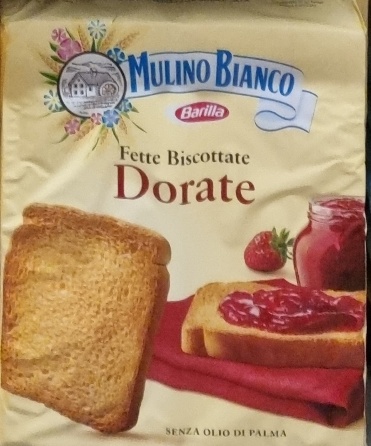 MULINO BIANCO
Barilla
Fette Biscottate
Dorate
SENZA OLIO DI PALMA